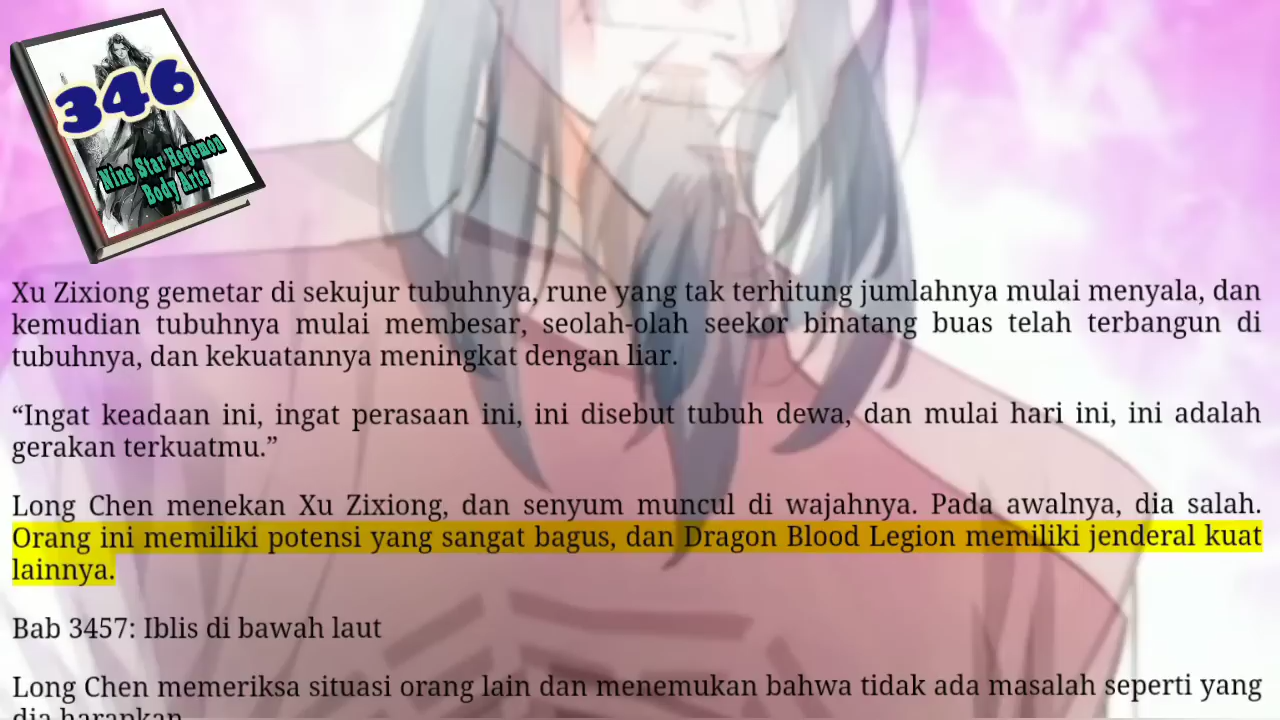 346
Nine Star Hegemon
Body Arts
Xu Zixiong gemetar di sekujur tubuhnya, rune yang tak terhitung jumlahnya mulai menyala, dan
kemudian tubuhnya mulai membesar, seolah-olah seekor binatang buas telah terbangun di
tubuhnya, dan kekuatannya meningkat dengan liar.
“Ingat keadaan ini, ingat perasaan ini, ini disebut tubuh dewa, dan mulai hari ini, ini adalah
gerakan terkuatmu.”
Long Chen menekan Xu Zixiong, dan senyum muncul di wajahnya. Pada awalnya, dia salah.
Orang ini memiliki potensi yang sangat bagus, dan Dragon Blood Legion memiliki jenderal kuat
lainnya.
Bab 3457: Iblis di bawah laut
Long Chen memeriksa situasi orang lain dan menemukan bahwa tidak ada masalah seperti yang
dia harapkan.